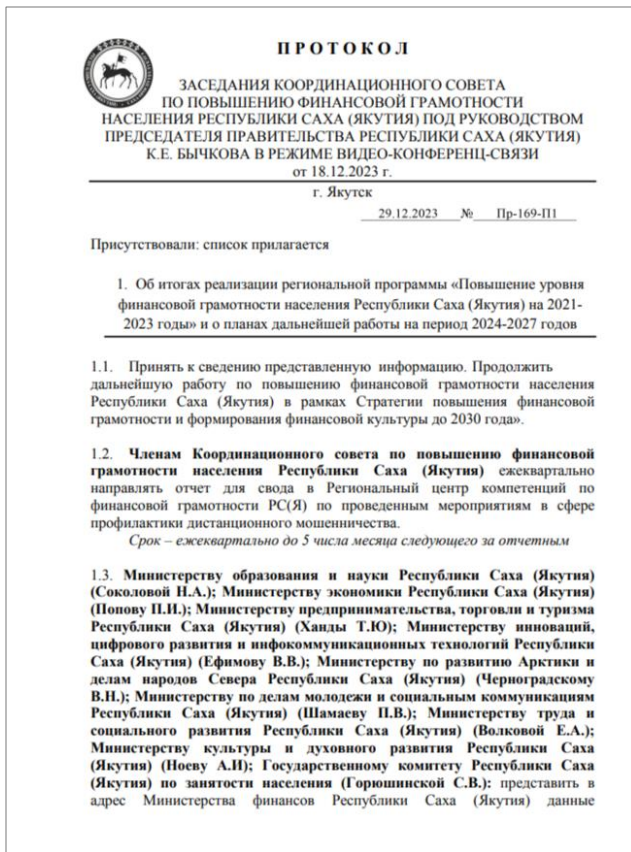 ПРОТОКОЛ
ЗАСЕДАНИЯ КООРДИНАЦИОННОГО СОВЕТА
ПО ПОВЫШЕНИЮ ФИНАНСОВОЙ ГРАМОТНОСТИ
НАСЕЛЕНИЯ РЕСПУБЛИКИ САХА (ЯКУТИЯ) ПОД РУКОВОДСТВОМ
ПРЕДСЕДАТЕЛЯ ПРАВИТЕЛЬСТВА РЕСПУБЛИКИ САХА (ЯКУТИЯ)
К.Е. БЫЧКОВА В РЕЖИМЕ ВИДЕО-КОНФЕРЕНЦ-СВЯЗИ
от 18.12.2023 г.
г. Якутск
29.12.2023 № Пр-169-П1
Присутствовали: список прилагается
1. Об итогах реализации региональной программы «Повышение уровня
финансовой грамотности населения Республики Саха (Якутия) на 2021-
2023 годы» и о планах дальнейшей работы на период 2024-2027 годов
1.1. Принять к сведению представленную информацию. Продолжить
дальнейшую работу по повышению финансовой грамотности населения
Республики Саха (Якутия) в рамках Стратегии повышения финансовой
грамотности и формирования финансовой культуры до 2030 года».
1.2. Членам Координационного совета по повышению финансовой
грамотности населения Республики Саха (Якутия) ежеквартально
направлять отчет для свода в Региональный центр компетенций по
финансовой грамотности РС(Я) по проведенным мероприятиям в сфере
профилактики дистанционного мошенничества.
Срок – ежеквартально до 5 числа месяца следующего за отчетным
1.3. Министерству образования и науки Республики Саха (Якутия)
(Соколовой Н.А.); Министерству экономики Республики Саха (Якутия)
(Попову П.И.); Министерству предпринимательства, торговли и туризма
Республики Саха (Якутия) (Ханды Т.Ю); Министерству инноваций,
цифрового развития и инфокоммуникационных технологий Республики
Саха (Якутия) (Ефимову В.В.); Министерству по развитию Арктики и
делам народов Севера Республики Саха (Якутия) (Черноградскому
В.Н.); Министерству по делам молодежи и социальным коммуникациям
Республики Саха (Якутия) (Шамаеву П.В.); Министерству труда и
социального развития Республики Саха (Якутия) (Волковой Е.А.);
Министерству культуры и духовного развития Республики Саха
(Якутия) (Ноеву А.И); Государственному комитету Республики Саха
(Якутия) по занятости населения (Горюшинской С.В.): представить в
адрес Министерства финансов Республики Саха (Якутия) данные